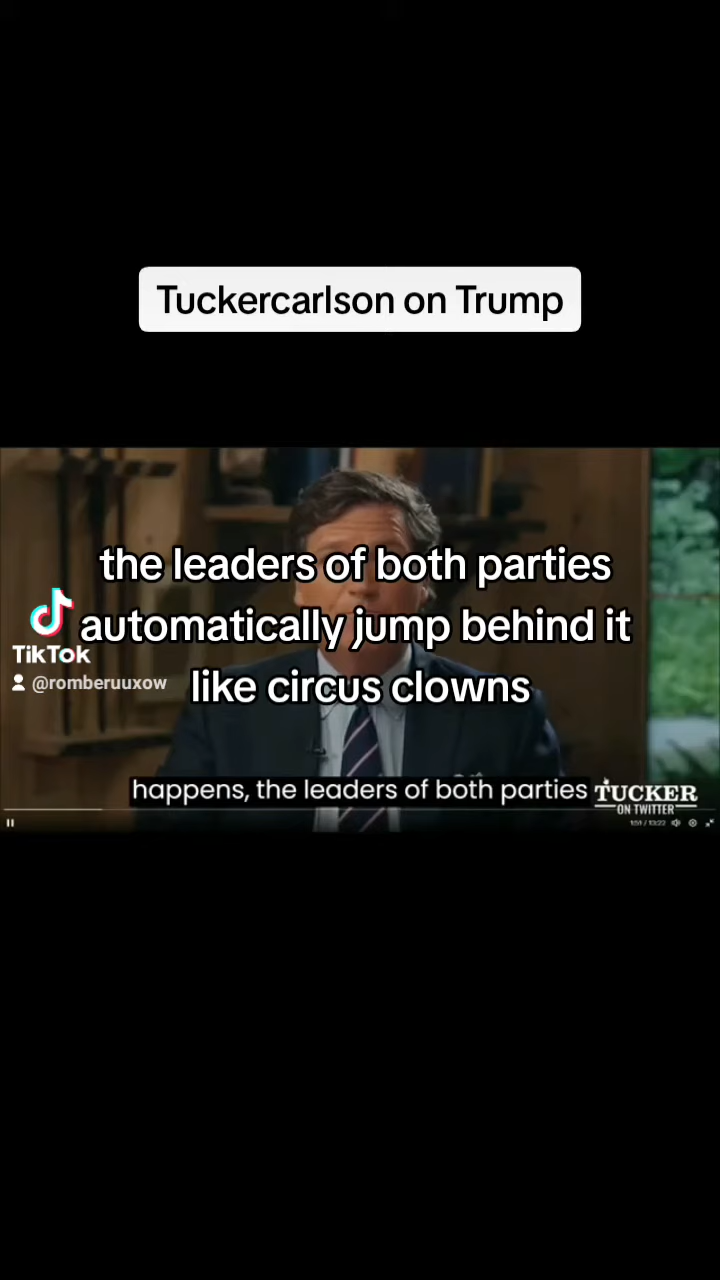 Tuckercarlson on Trump
the leaders of both parties
automatically jump behind it
like circus clowns
TikTok
@romberuuxow
happens, the leaders of both parties
TUCKER
ON TWITTER